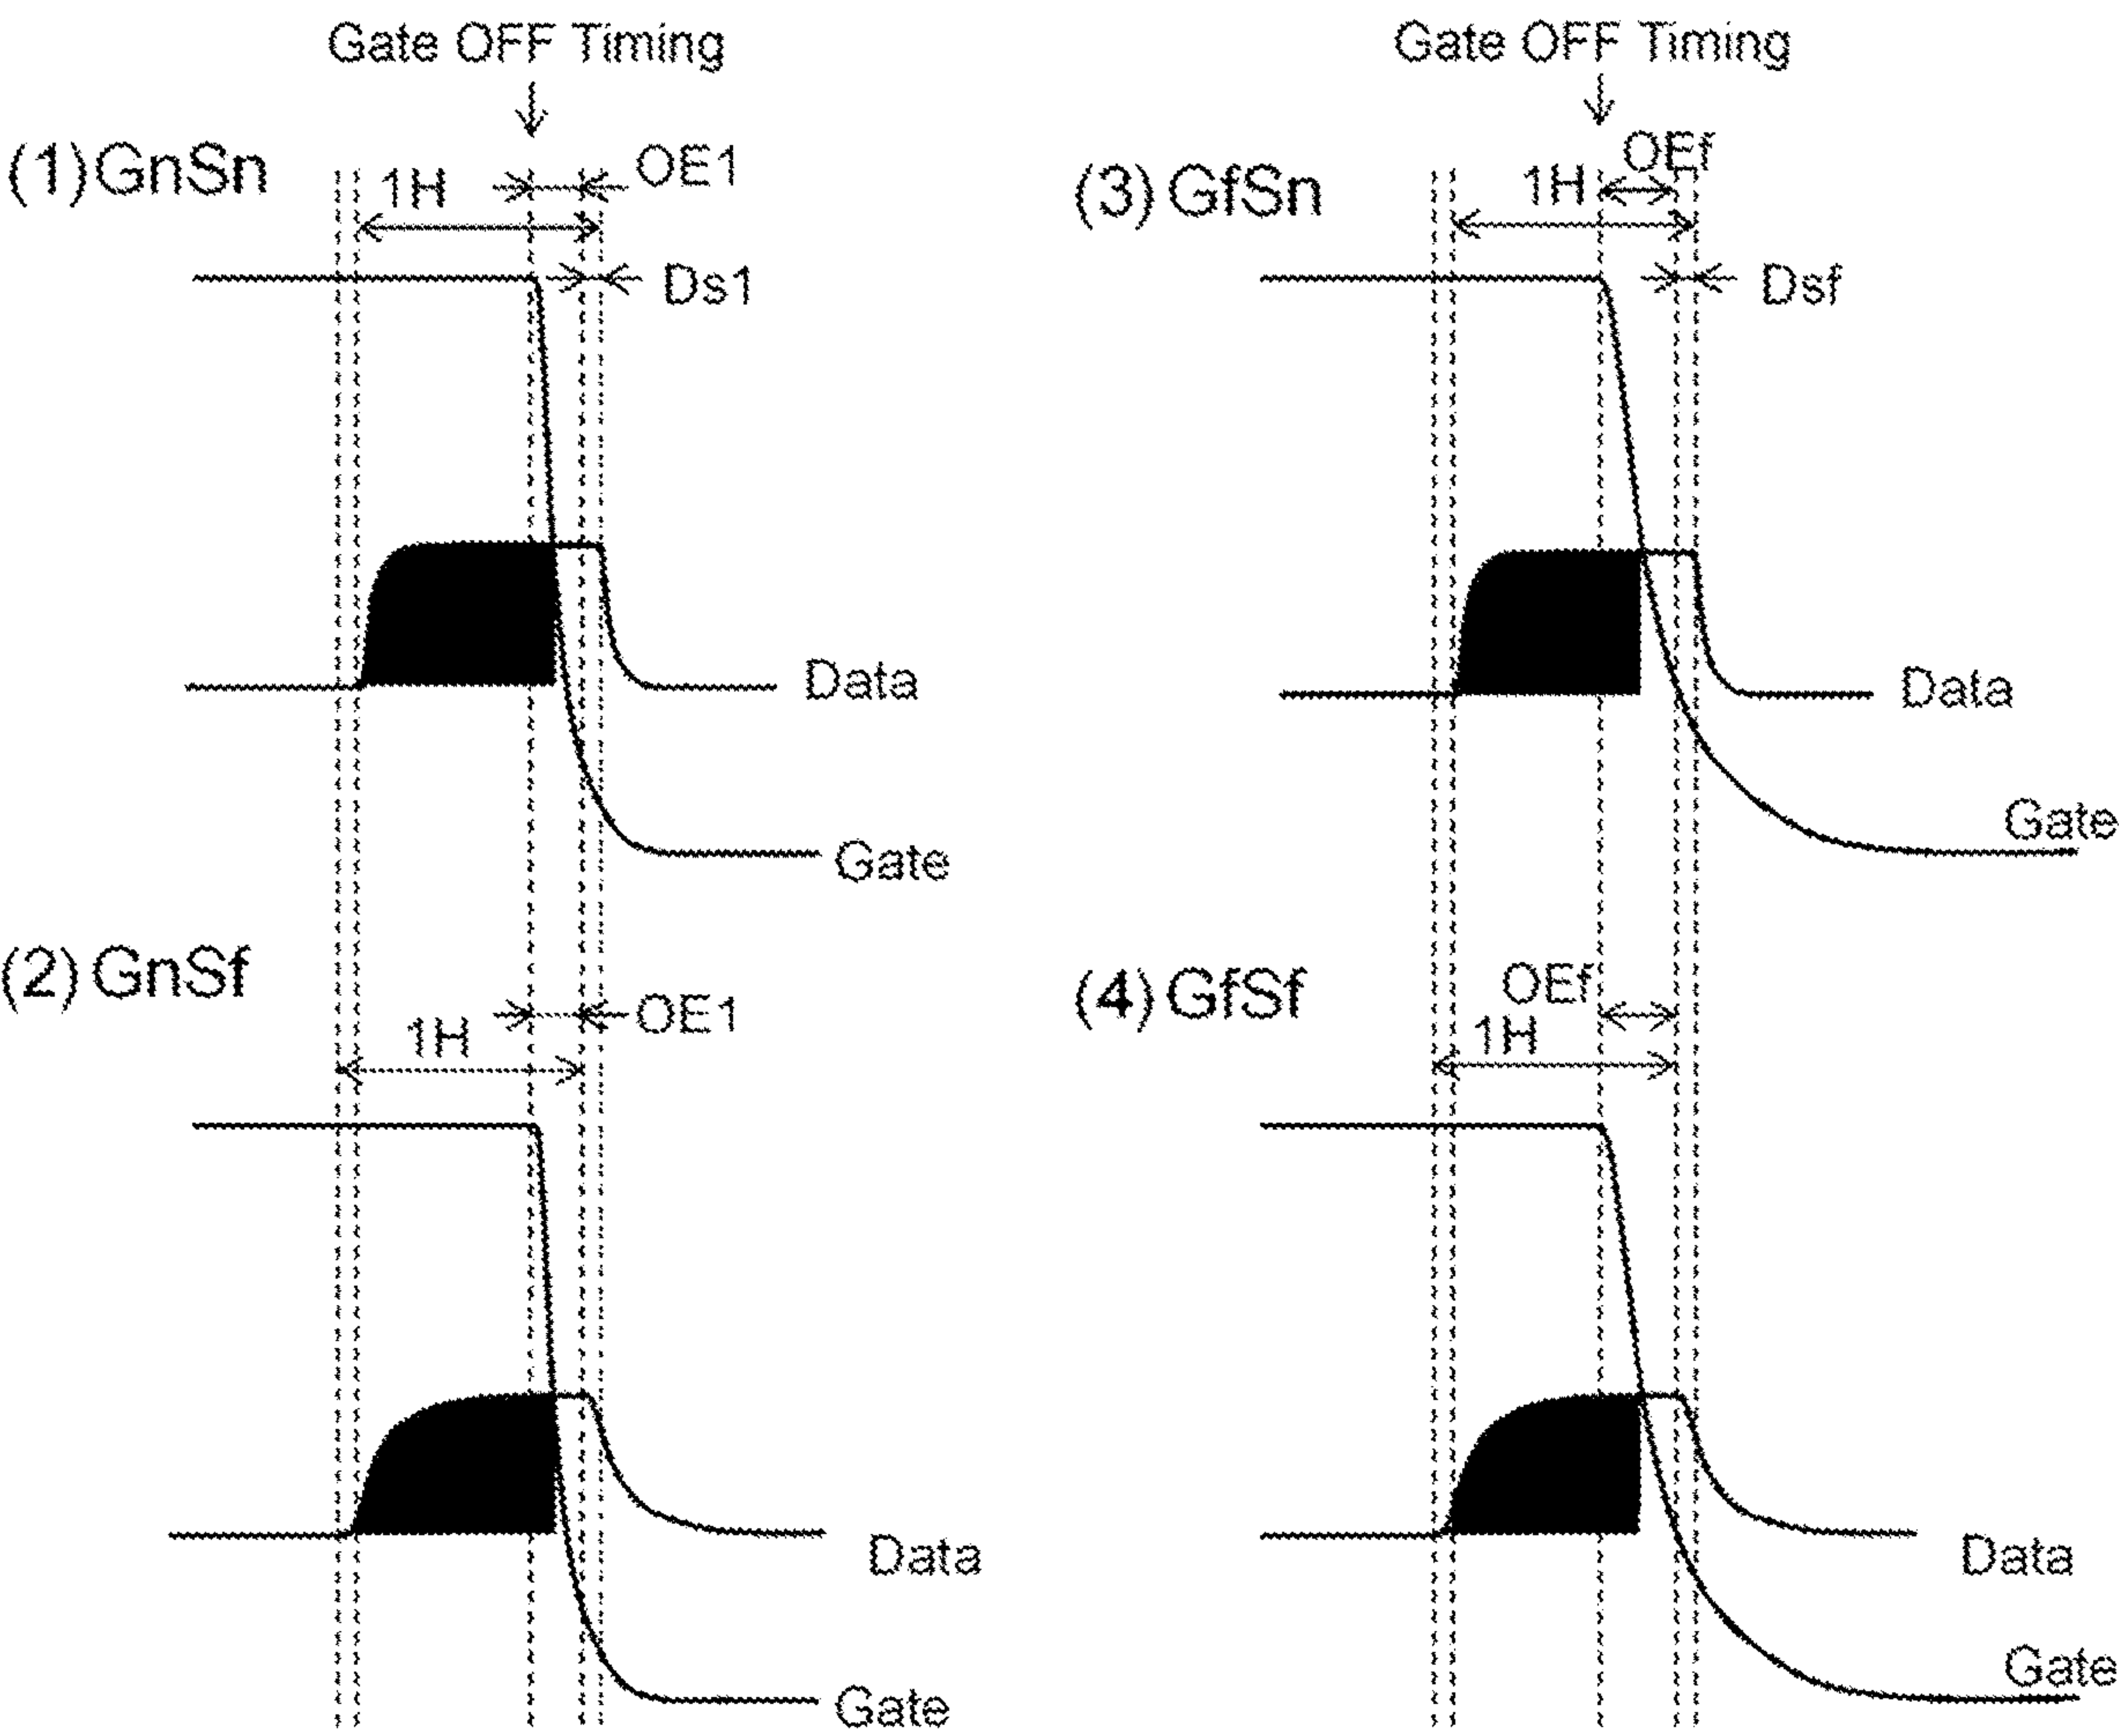 Gate OFF Timing
(1)GnSn
1H
OE1
Ds1
Data
Gate
(2)GnSf
1H
OE1
Data
Gate
Gate OFF Timing
(3)GfSn
1H
OEf
Dsf
Data
Gate
(4)GfSf
OEf
1H
Data
Gate